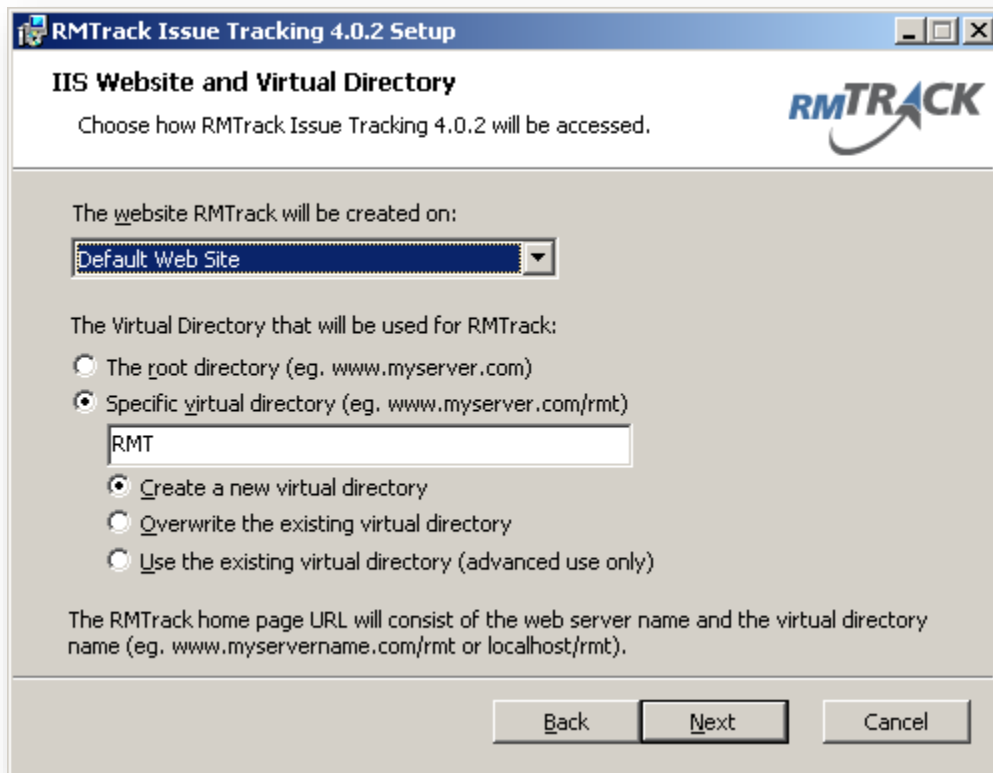 RMTrack Issue Tracking 4.0.2 Setup
IIS Website and Virtual Directory
Choose how RMTrack Issue Tracking 4.0.2 will be accessed.
RMTRACK
The website RMTrack will be created on:
Default Web Site
The Virtual Directory that will be used for RMTrack:
The root directory (eg. www.myserver.com)
Specific virtual directory (eg. www.myserver.com/rmt)
RMT
Create a new virtual directory
Overwrite the existing virtual directory
Use the existing virtual directory (advanced use only)
The RMTrack home page URL will consist of the web server name and the virtual directory
name (eg. www.myservername.com/rmt or localhost/rmt).
Back Next Cancel